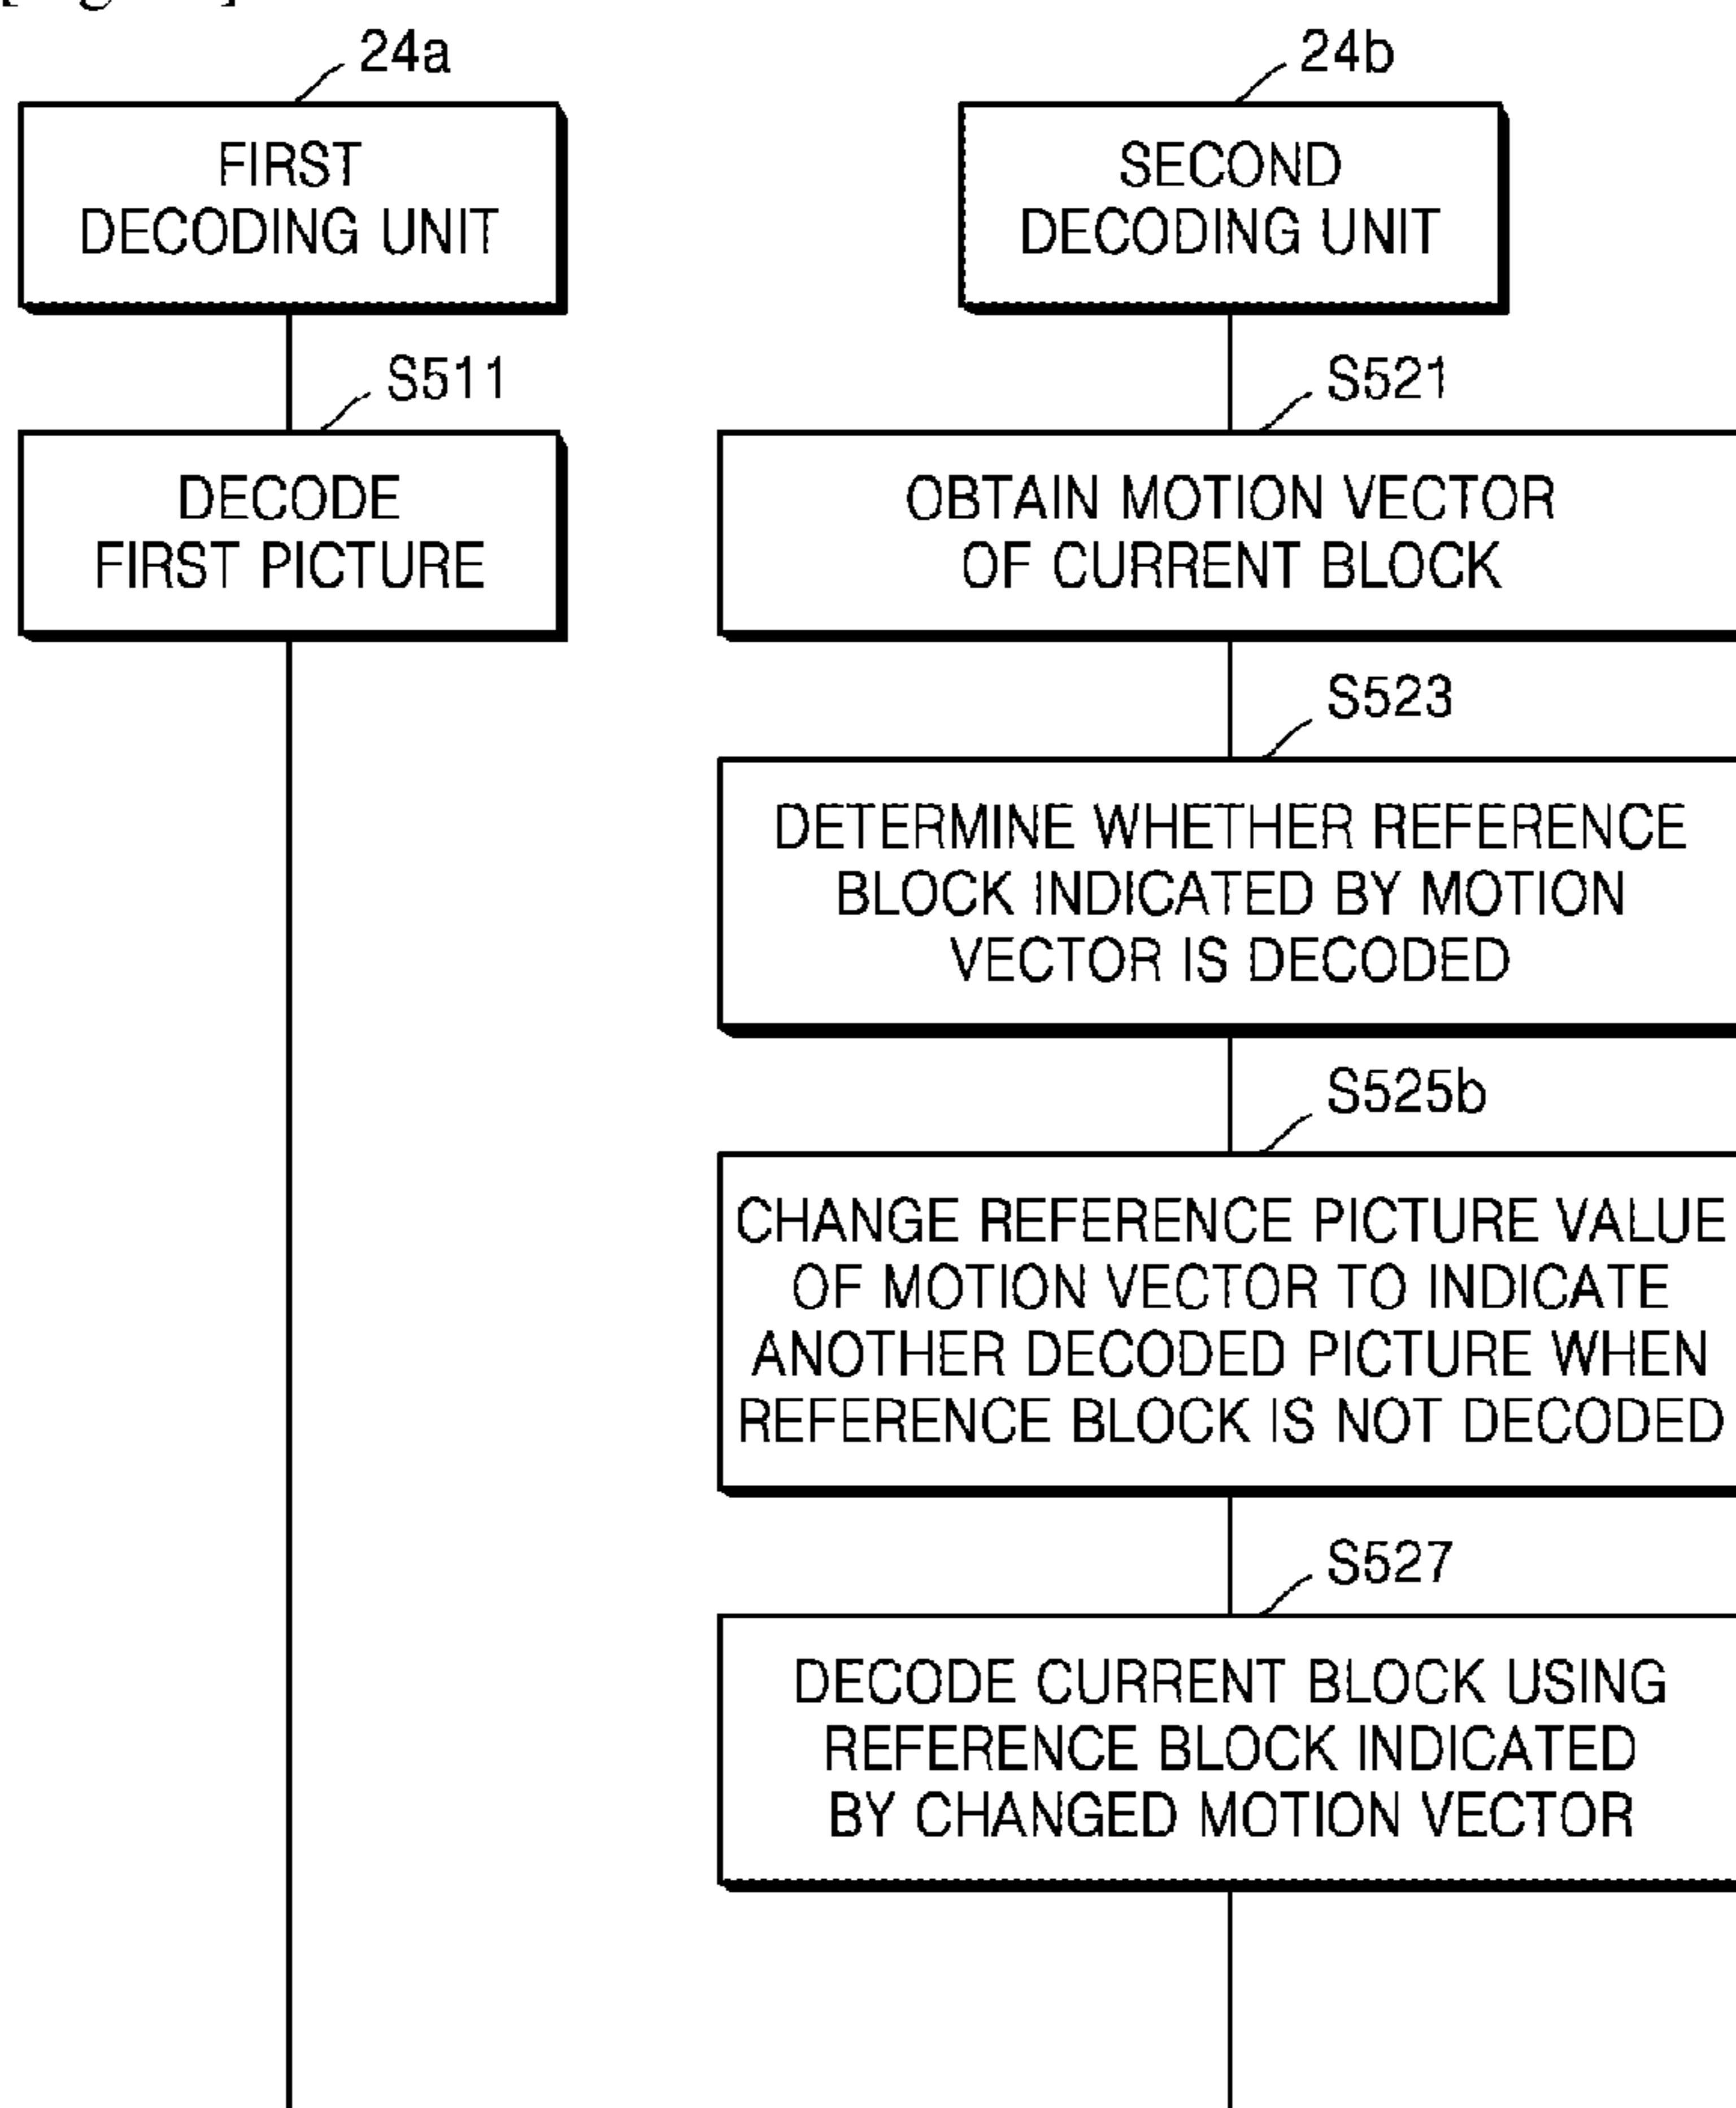 24a
FIRST
DECODING UNIT
S511
DECODE
FIRST PICTURE
24b
SECOND
DECODING UNIT
S521
OBTAIN MOTION VECTOR
OF CURRENT BLOCK
S523
DETERMINE WHETHER REFERENCE
BLOCK INDICATED BY MOTION
VECTOR IS DECODED
S525b
CHANGE REFERENCE PICTURE VALUE
OF MOTION VECTOR TO INDICATE
ANOTHER DECODED PICTURE WHEN
REFERENCE BLOCK IS NOT DECODED
S527
DECODE CURRENT BLOCK USING
REFERENCE BLOCK INDICATED
BY CHANGED MOTION VECTOR